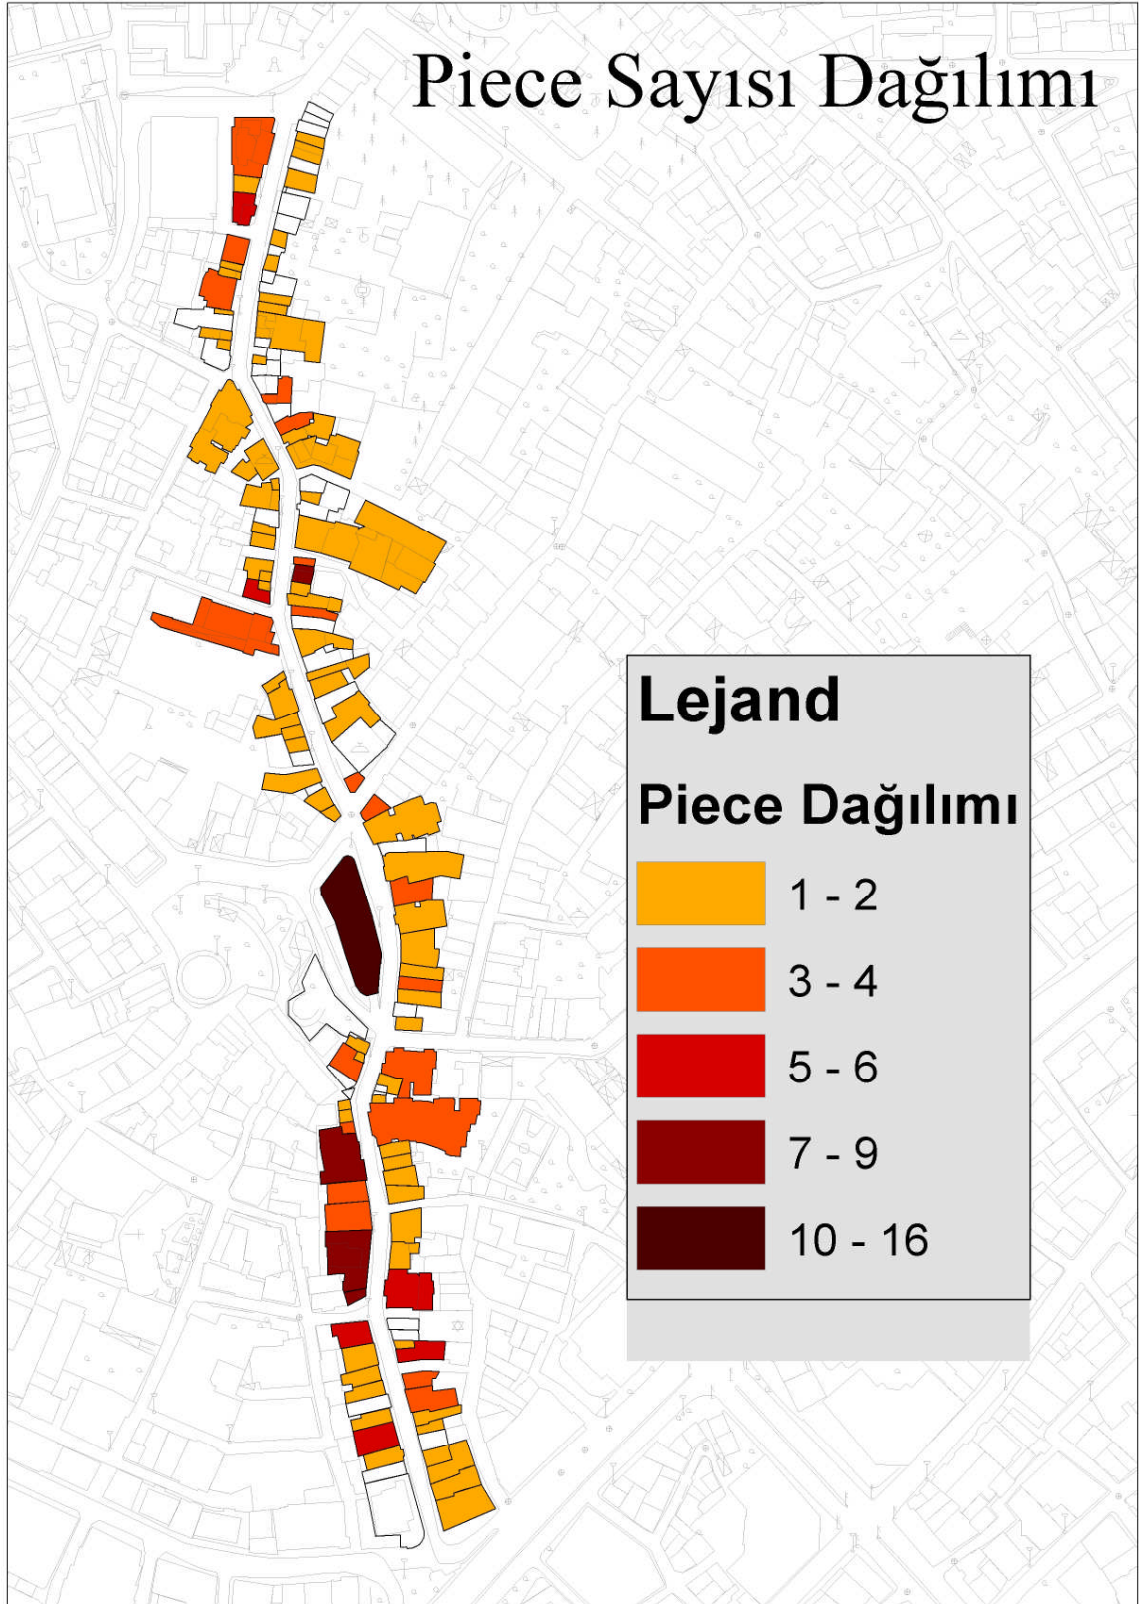 Piece Sayısı Dağılımı
Lejand
Piece Dağılımı
1 - 2
3 - 4
5 - 6
7 - 9
10 - 16